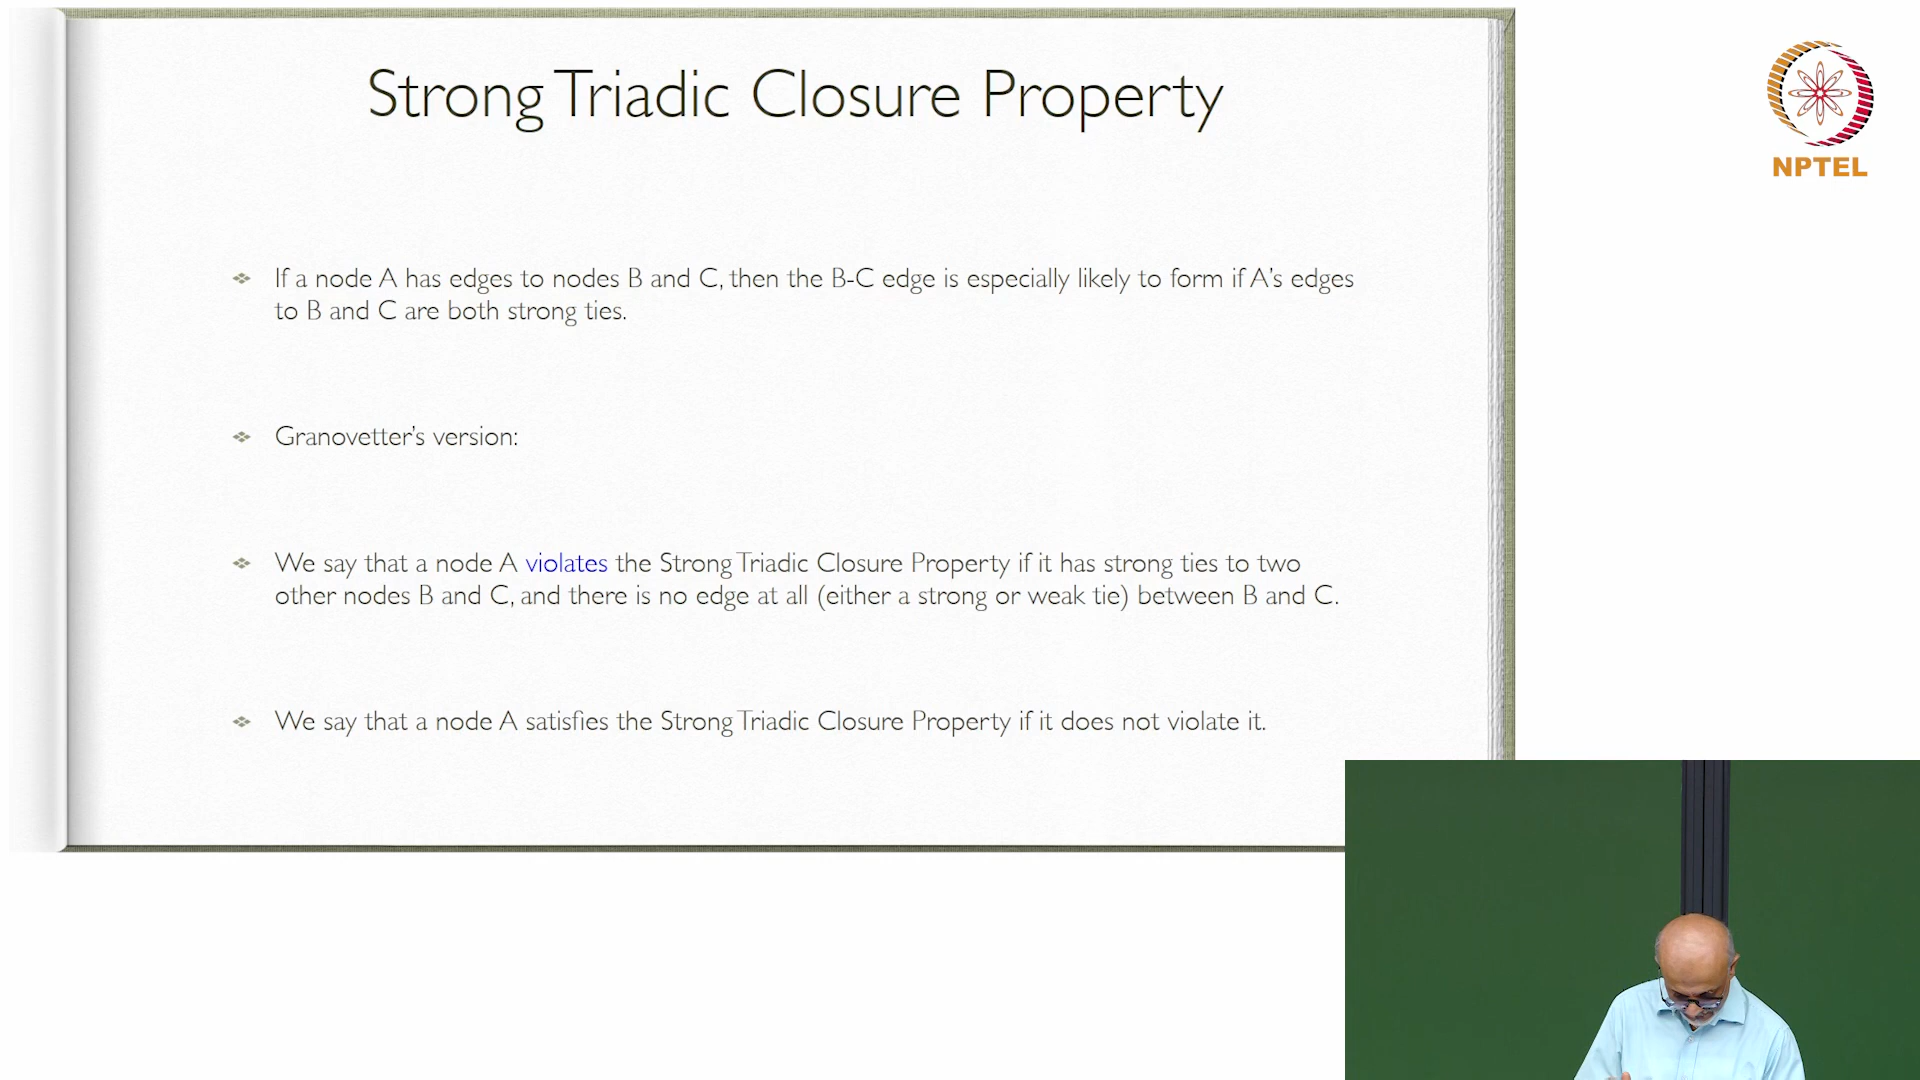 Strong Triadic Closure Property
NPTEL
If a node A has edges to nodes B and C, then the B-C edge is especially likely to form if A’s edges
to B and C are both strong ties.
Granovetter’s version:
We say that a node A violates the Strong Triadic Closure Property if it has strong ties to two
other nodes B and C, and there is no edge at all (either a strong or weak tie) between B and C.
We say that a node A satisfies the Strong Triadic Closure Property if it does not violate it.